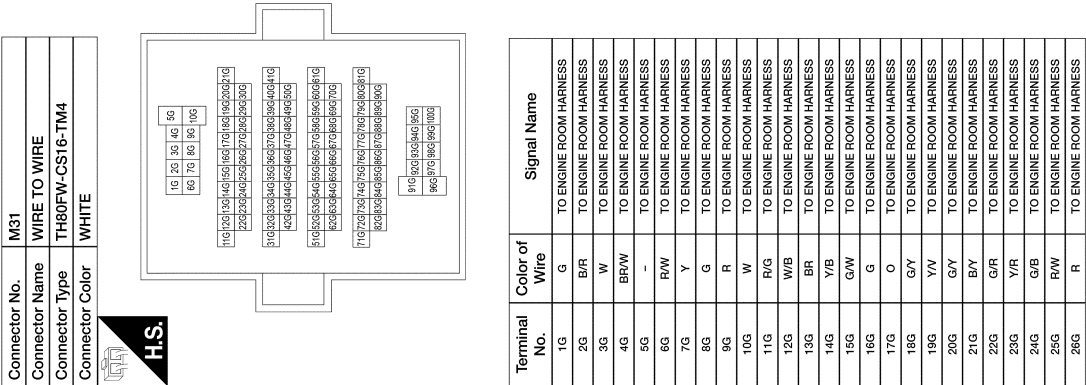 Connector No. M31
Connector Name WIRE TO WIRE
Connector Type TH80FW-CS16-TM4
Connector Color WHITE
H.S.
1G 2G 3G 4G 5G
6G 7G 8G 9G 10G
11G 12G 13G 14G 15G 16G 17G 18G 19G 20G 21G
22G 23G 24G 25G 26G 27G 28G 29G 30G
31G 32G 33G 34G 35G 36G 37G 38G 39G 40G 41G
42G 43G 44G 45G 46G 47G 48G 49G 50G
51G 52G 53G 54G 55G 56G 57G 58G 59G 60G 61G
62G 63G 64G 65G 66G 67G 68G 69G 70G
71G 72G 73G 74G 75G 76G 77G 78G 79G 80G 81G
82G 83G 84G 85G 86G 87G 88G 89G 90G
91G 92G 93G 94G 95G
96G 97G 98G 99G 100G
Terminal No. Color of Wire Signal Name
1G G TO ENGINE ROOM HARNESS
2G B/R TO ENGINE ROOM HARNESS
3G W TO ENGINE ROOM HARNESS
4G BR/W TO ENGINE ROOM HARNESS
5G – TO ENGINE ROOM HARNESS
6G R/W TO ENGINE ROOM HARNESS
7G Y TO ENGINE ROOM HARNESS
8G G TO ENGINE ROOM HARNESS
9G R TO ENGINE ROOM HARNESS
10G W TO ENGINE ROOM HARNESS
11G R/G TO ENGINE ROOM HARNESS
12G W/B TO ENGINE ROOM HARNESS
13G BR TO ENGINE ROOM HARNESS
14G Y/B TO ENGINE ROOM HARNESS
15G G/W TO ENGINE ROOM HARNESS
16G G TO ENGINE ROOM HARNESS
17G O TO ENGINE ROOM HARNESS
18G G/Y TO ENGINE ROOM HARNESS
19G Y/V TO ENGINE ROOM HARNESS
20G G/Y TO ENGINE ROOM HARNESS
21G B/Y TO ENGINE ROOM HARNESS
22G G/R TO ENGINE ROOM HARNESS
23G Y/R TO ENGINE ROOM HARNESS
24G G/B TO ENGINE ROOM HARNESS
25G R/W TO ENGINE ROOM HARNESS
26G R TO ENGINE ROOM HARNESS